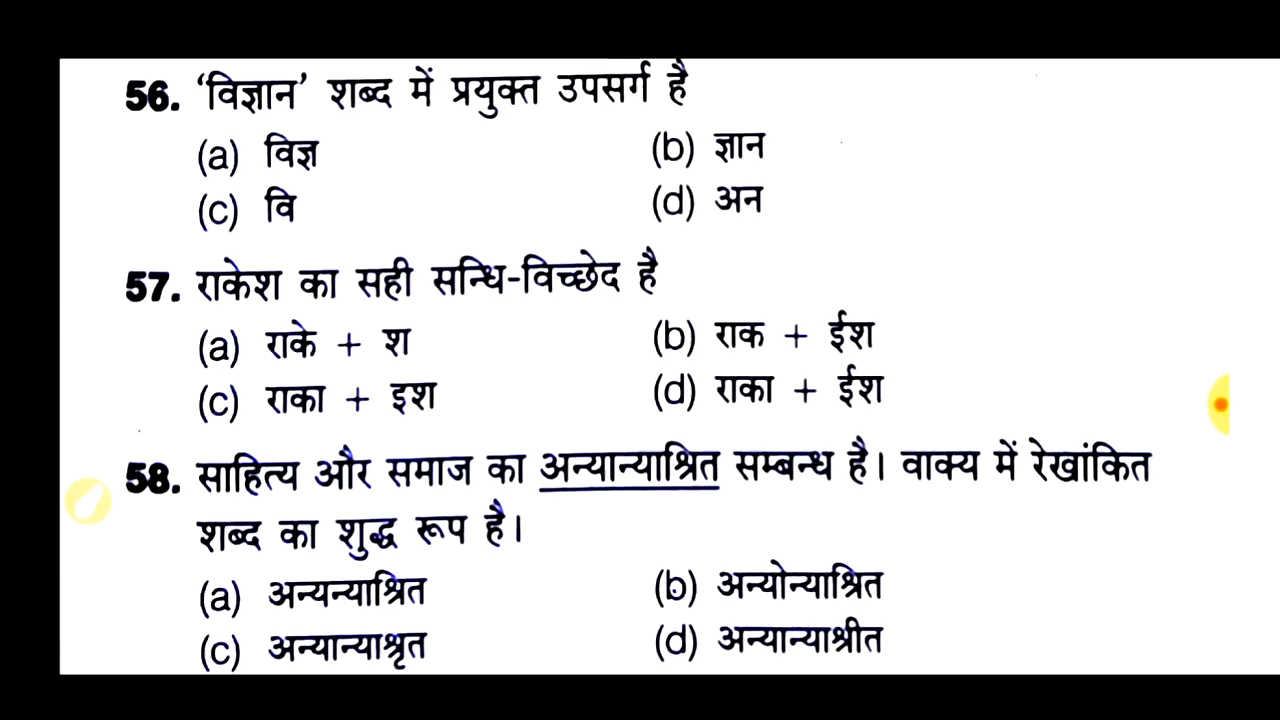 56. ‘विज्ञान’ शब्द में प्रयुक्त उपसर्ग है
(a) विज्ञ (b) ज्ञान
(c) वि (d) अन
57. राकेश का सही सन्धि-विच्छेद है
(a) राके + श (b) राक + ईश
(c) राका + इश (d) राका + ईश
58. साहित्य और समाज का अन्यान्याश्रित सम्बन्ध है। वाक्य में रेखांकित
शब्द का शुद्ध रूप है।
(a) अन्यन्याश्रित (b) अन्योन्याश्रित
(c) अन्यान्याश्रृत (d) अन्यान्याश्रीत